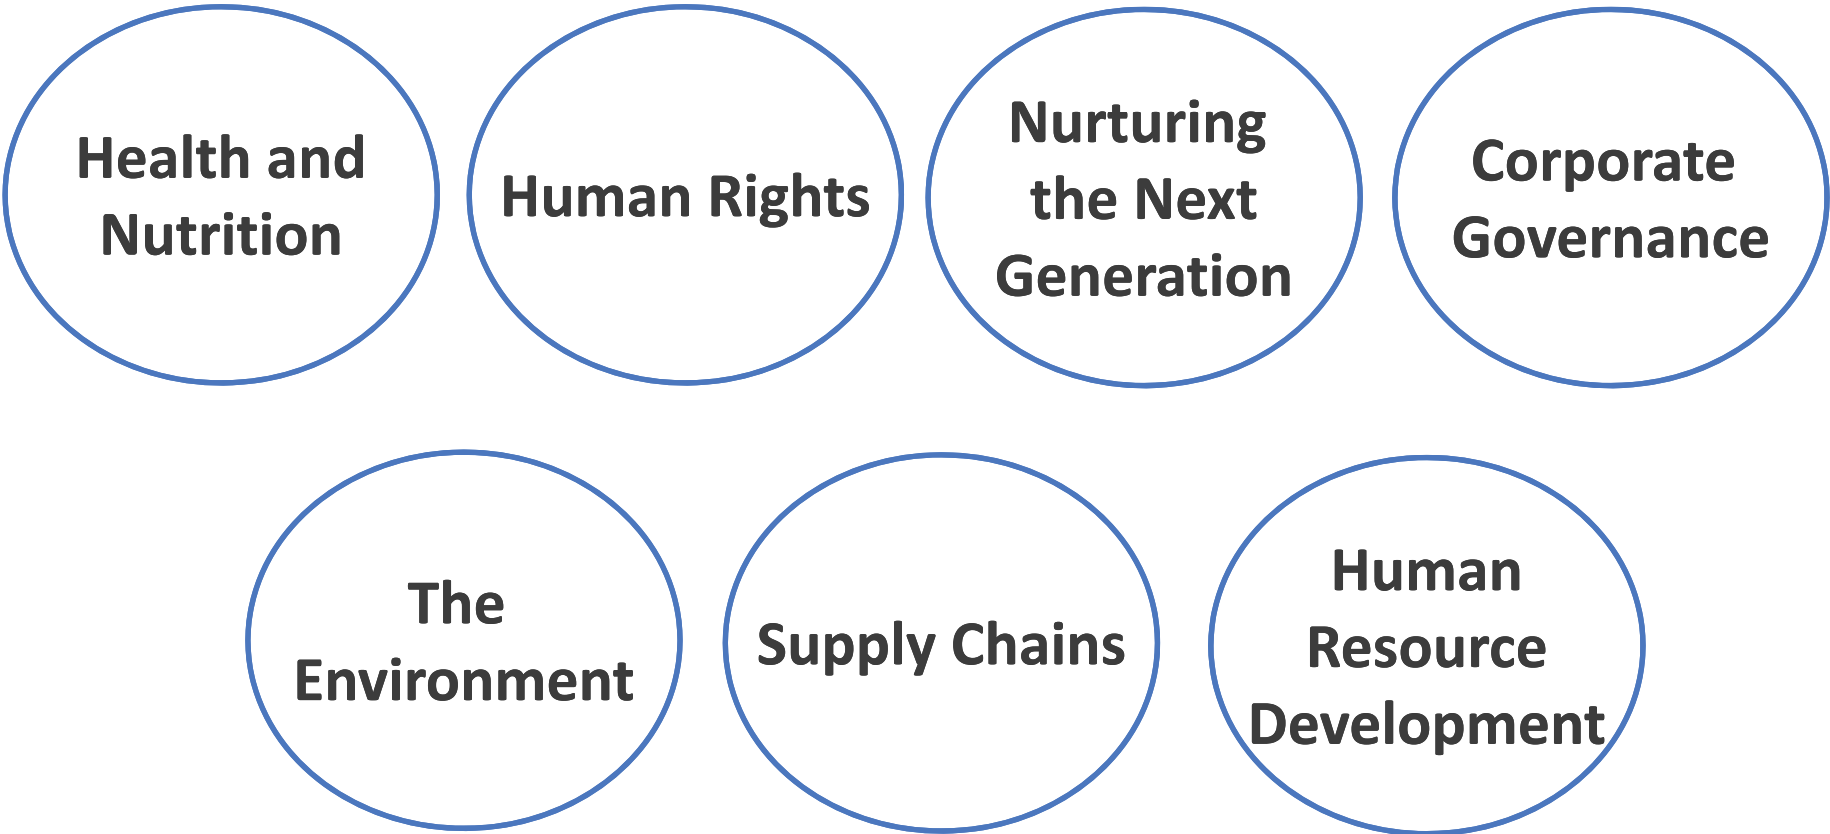 Health and
Nutrition
Human Rights
Nurturing
the Next
Generation
Corporate
Governance
The
Environment
Supply Chains
Human
Resource
Development